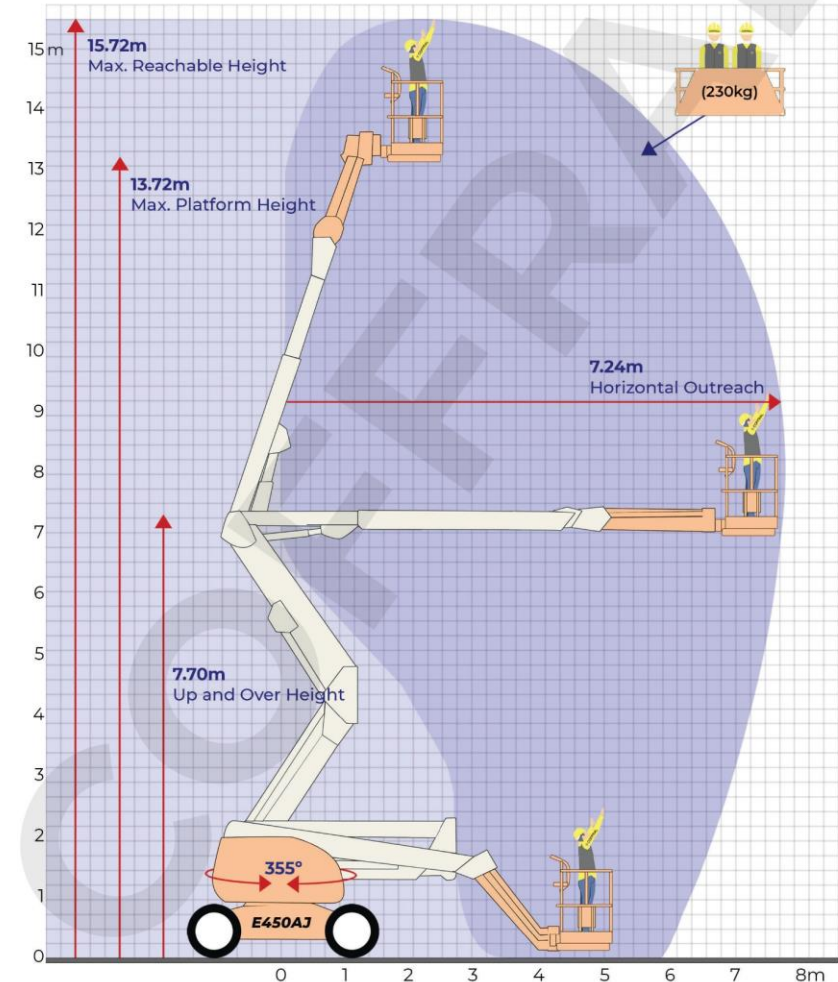 15.72m
Max. Reachable Height
(230kg)
13.72m
Max. Platform Height
7.24m
Horizontal Outreach
7.70m
Up and Over Height
355°
E450AJ
15 m
14
13
12
11
10
9
8
7
6
5
4
3
2
1
0
0 1 2 3 4 5 6 7 8m